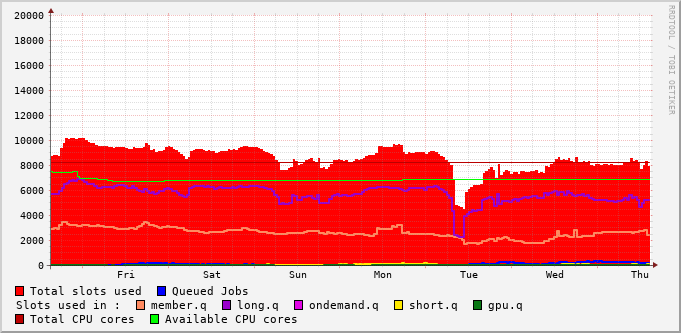 RRDTOOL / TOBI OETIKER
20000
18000
16000
14000
12000
10000
8000
6000
4000
2000
0
Fri Sat Sun Mon Tue Wed Thu
Total slots used Queued Jobs
Slots used in : member.q long.q ondemand.q short.q gpu.q
Total CPU cores Available CPU cores